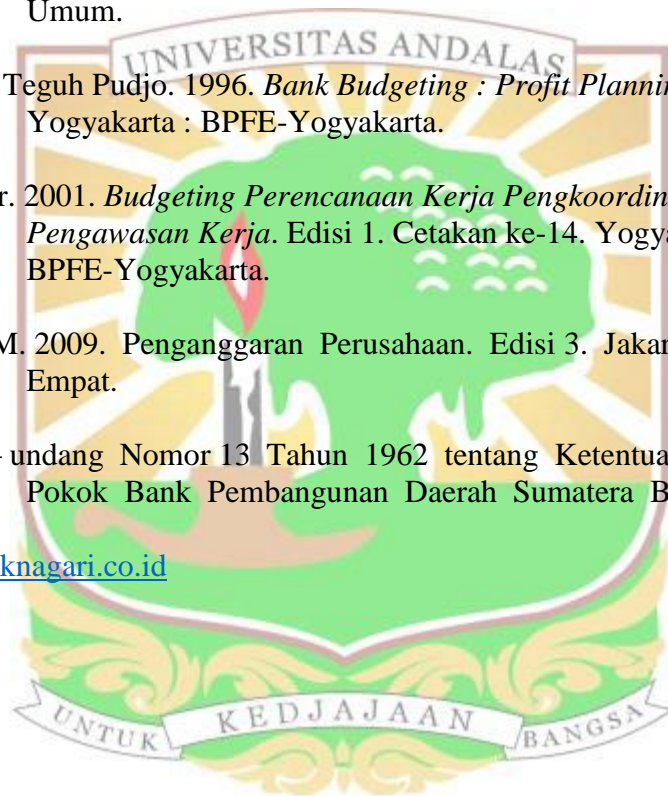 Umum.
UNIVERSITAS ANDALAS
Teguh Pudjo. 1996. Bank Budgeting : Profit Plannin
Yogyakarta : BPFE-Yogyakarta.
r. 2001. Budgeting Perencanaan Kerja Pengkoordin
Pengawasan Kerja. Edisi 1. Cetakan ke-14. Yogya
BPFE-Yogyakarta.
M. 2009. Penganggaran Perusahaan. Edisi 3. Jakar
Empat.
- undang Nomor 13 Tahun 1962 tentang Ketentua
Pokok Bank Pembangunan Daerah Sumatera B
knagari.co.id
UNTUK KEDJAJAAN BANGSA